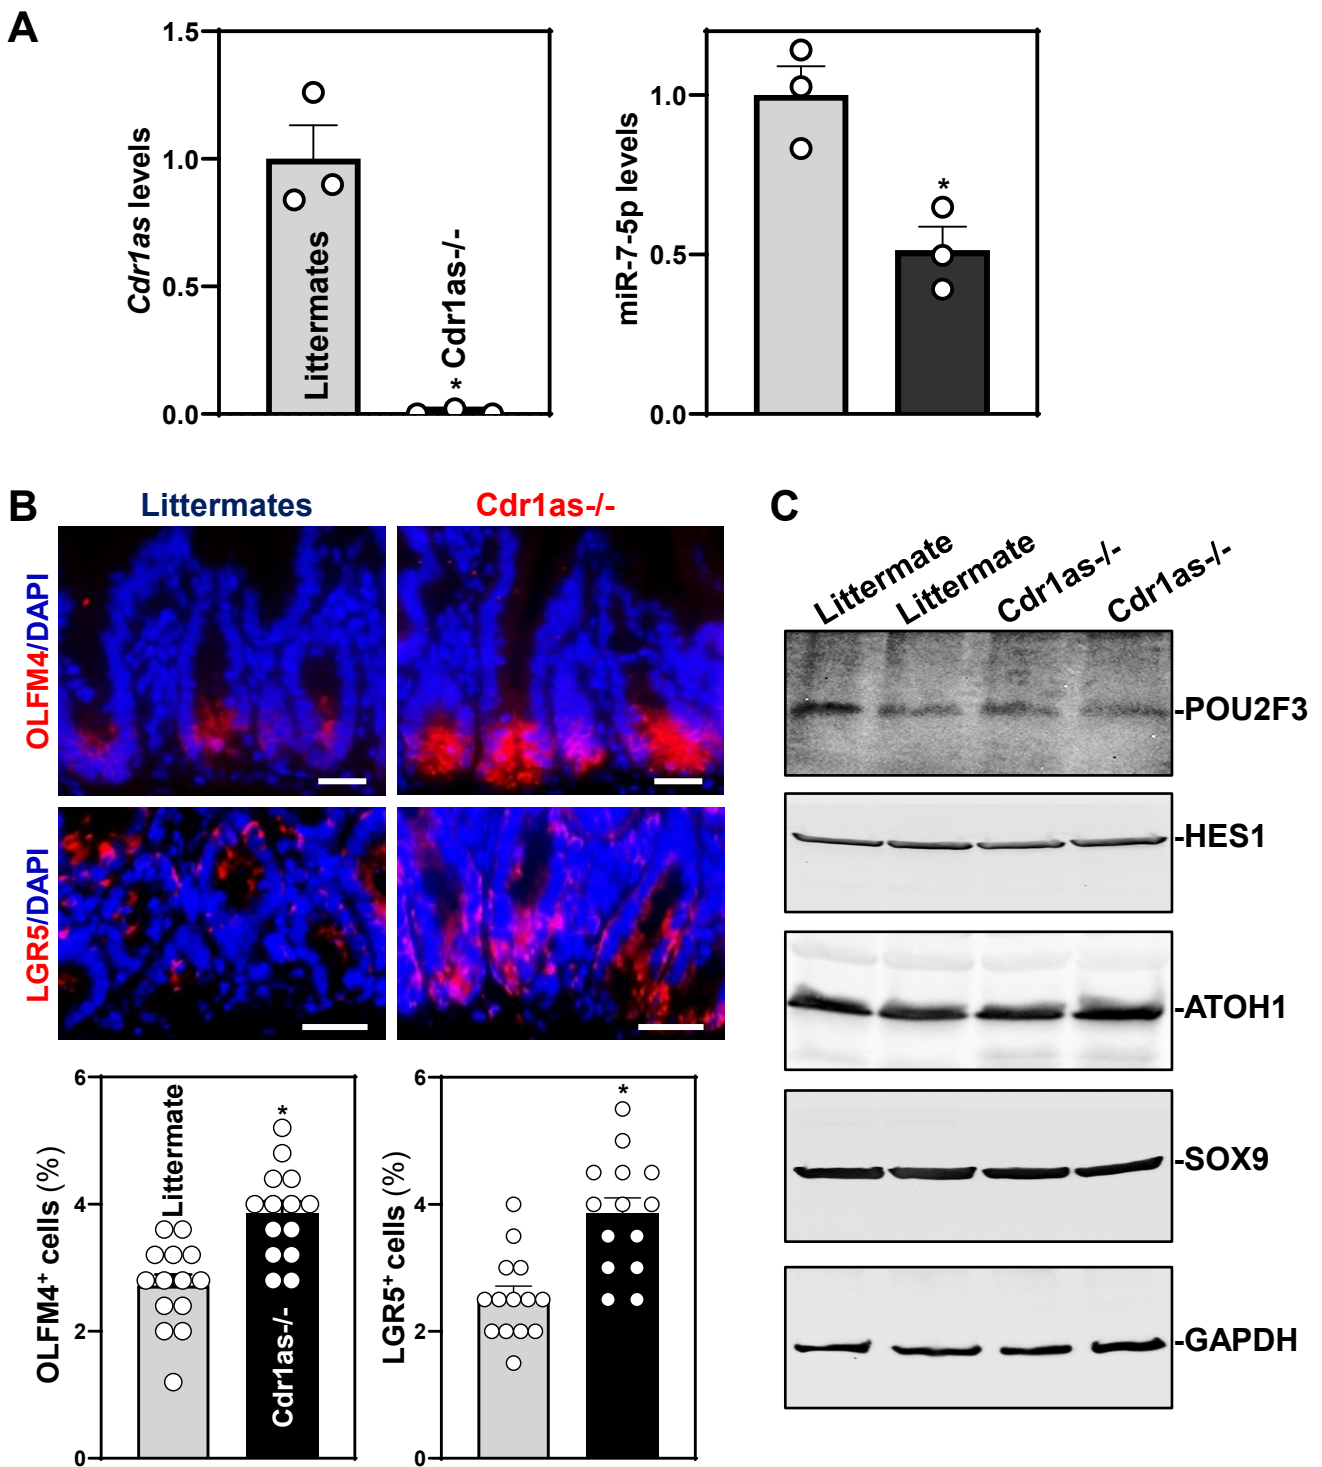 A
1.5
1.0
0.5
0.0
Cdr1as levels
Littermates
* Cdr1as-/-
1.0
0.5
0.0
miR-7-5p levels
*
B
Littermates
Cdr1as-/-
OLFM4/DAPI
LGR5/DAPI
6
4
2
0
OLFM4⁺ cells (%)
Littermate
*
Cdr1as-/-
6
4
2
0
LGR5⁺ cells (%)
*
C
Littermate
Littermate
Cdr1as-/-
Cdr1as-/-
-POU2F3
-HES1
-ATOH1
-SOX9
-GAPDH